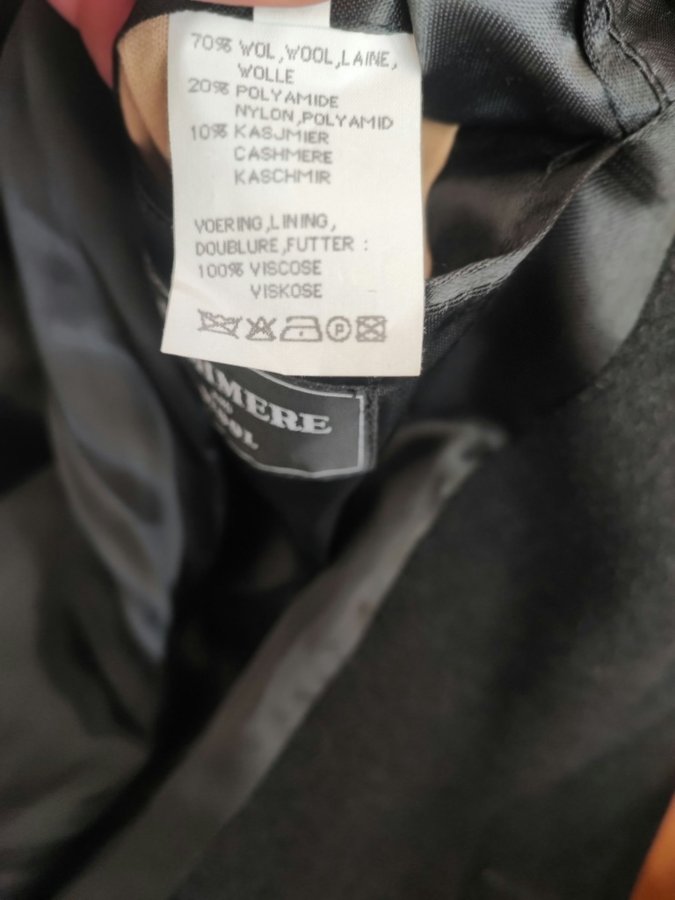 70% WOL,WOOL,LAINE,
WOLLE
20% POLYAMIDE
NYLON,POLYAMID
10% KASJMIER
CASHMERE
KASCHMIR
VOERING,LINING,
DOUBLURE,FUTTER :
100% VISCOSE
VISKOSE
P
HMERE